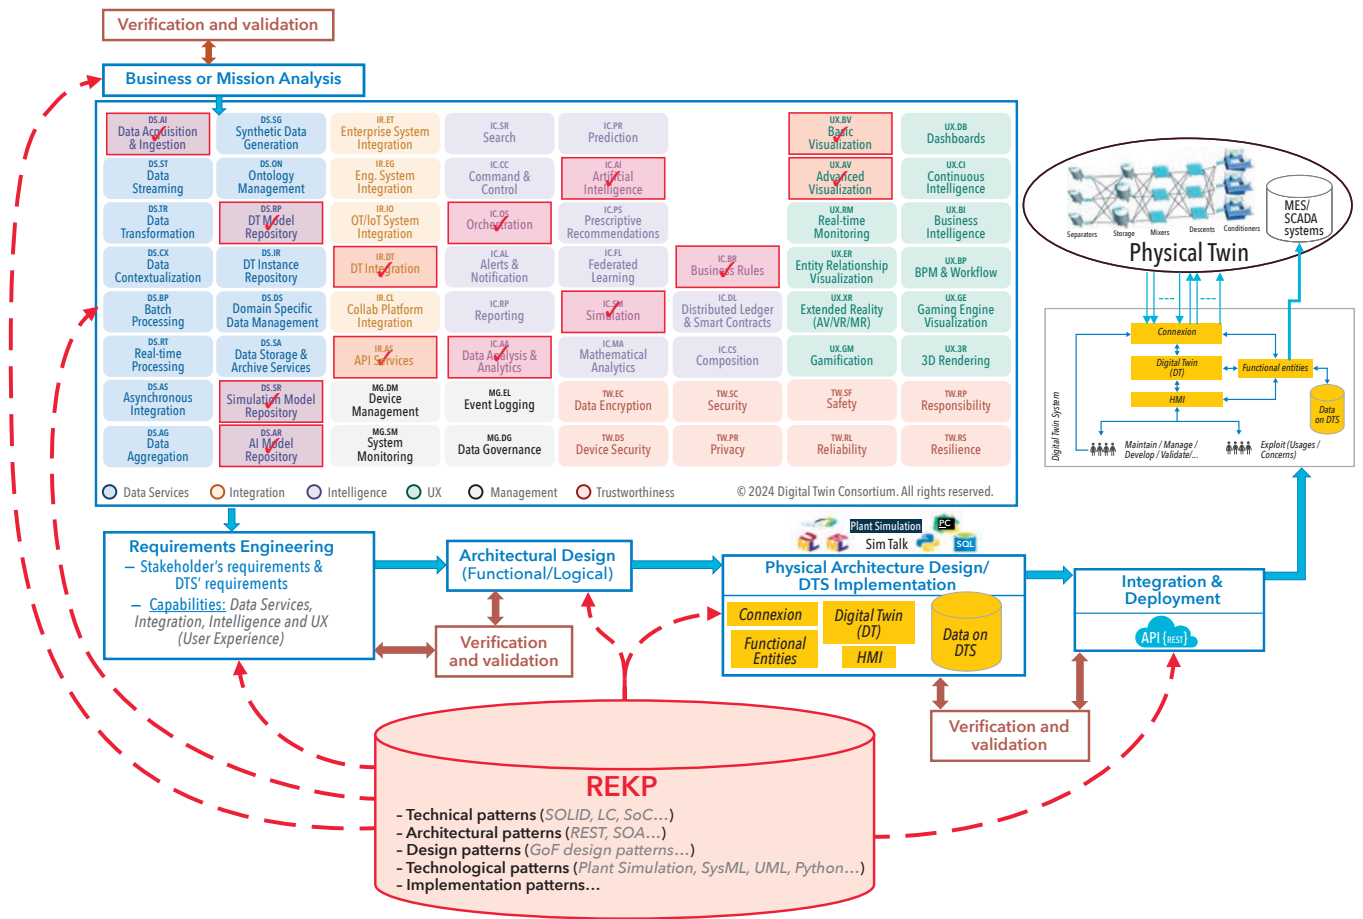 Verification and validation
Business or Mission Analysis
DS.AI
Data Acquisition
& Ingestion
DS.SG
Synthetic Data
Generation
IR.ET
Enterprise System
Integration
IC.SR
Search
IC.PR
Prediction
UX.BV
Basic
Visualization
UX.DB
Dashboards
DS.ST
Data
Streaming
DS.ON
Ontology
Management
IR.EG
Eng. System
Integration
IC.CC
Command &
Control
IC.AI
Artificial
Intelligence
UX.AV
Advanced
Visualization
UX.CI
Continuous
Intelligence
DS.TR
Data
Transformation
DS.RP
DT Model
Repository
IR.IO
OT/IoT System
Integration
IC.OS
Orchestration
IC.PS
Prescriptive
Recommendations
UX.RM
Real-time
Monitoring
UX.BI
Business
Intelligence
DS.CX
Data
Contextualization
DS.IR
DT Instance
Repository
IR.DT
DT Integration
IC.AL
Alerts &
Notification
IC.FL
Federated
Learning
IC.BR
Business Rules
UX.ER
Entity Relationship
Visualization
UX.BP
BPM & Workflow
DS.BP
Batch
Processing
DS.DS
Domain Specific
Data Management
IR.CL
Collab Platform
Integration
IC.RP
Reporting
IC.SM
Simulation
IC.DL
Distributed Ledger
& Smart Contracts
UX.XR
Extended Reality
(AV/VR/MR)
UX.GE
Gaming Engine
Visualization
DS.RT
Real-time
Processing
DS.SA
Data Storage &
Archive Services
IR.AS
API Services
IC.AA
Data Analysis &
Analytics
IC.MA
Mathematical
Analytics
IC.CS
Composition
UX.GM
Gamification
UX.3R
3D Rendering
DS.AS
Asynchronous
Integration
DS.SR
Simulation Model
Repository
MG.DM
Device
Management
MG.EL
Event Logging
TW.EC
Data Encryption
TW.SC
Security
TW.SF
Safety
TW.RP
Responsibility
DS.AG
Data
Aggregation
DS.AR
AI Model
Repository
MG.SM
System
Monitoring
MG.DG
Data Governance
TW.DS
Device Security
TW.PR
Privacy
TW.RL
Reliability
TW.RS
Resilience
Data Services
Integration
Intelligence
UX
Management
Trustworthiness
© 2024 Digital Twin Consortium. All rights reserved.
Separators
Storage
Mixers
Descents
Conditioners
MES/
SCADA
systems
Physical Twin
Digital Twin System
Connexion
Digital Twin
(DT)
Functional entities
HMI
Data
on DTS
Maintain / Manage /
Develop / Validate/...
Exploit (Usages /
Concerns)
Requirements Engineering
– Stakeholder's requirements &
DTS' requirements
– Capabilities: Data Services,
Integration, Intelligence and UX
(User Experience)
Architectural Design
(Functional/Logical)
Verification
and validation
Plant Simulation
Sim Talk
PC
SQL
Physical Architecture Design/
DTS Implementation
Connexion
Functional
Entities
Digital Twin
(DT)
HMI
Data on
DTS
Integration &
Deployment
API {REST}
Verification and
validation
REKP
– Technical patterns (SOLID, LC, SoC...)
– Architectural patterns (REST, SOA...)
– Design patterns (GoF design patterns...)
– Technological patterns (Plant Simulation, SysML, UML, Python...)
– Implementation patterns...